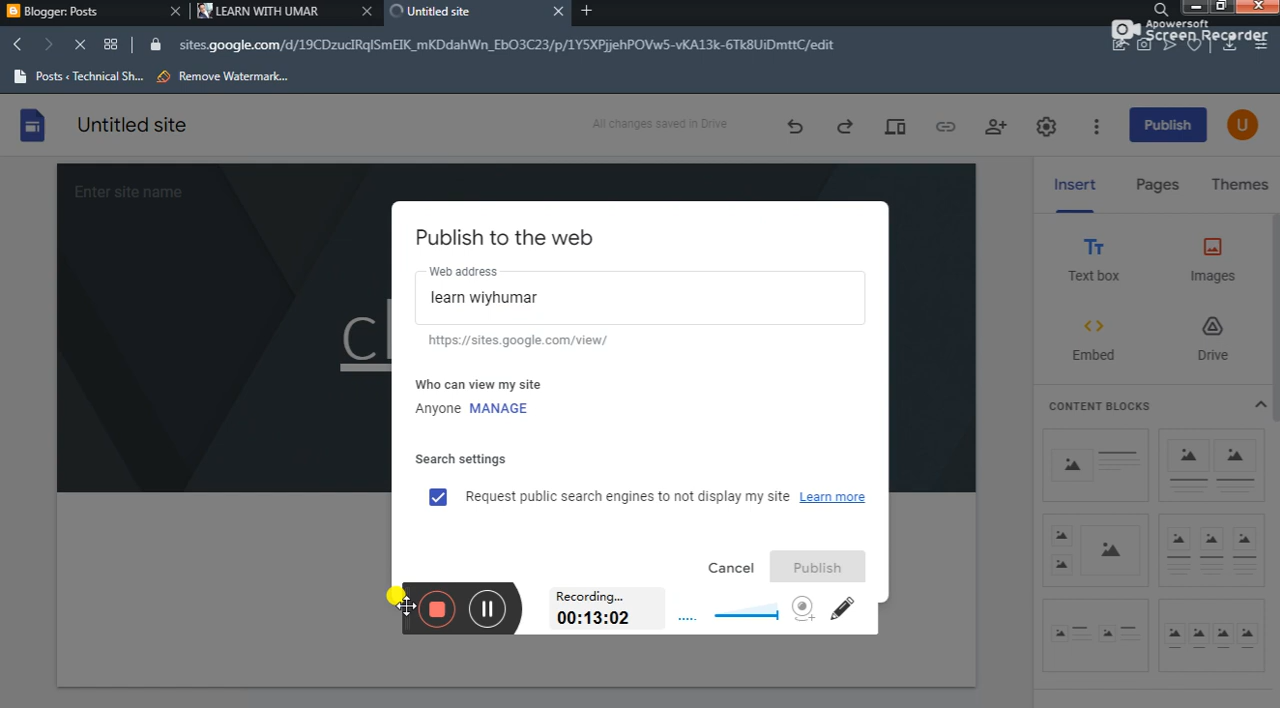 Blogger: Posts
LEARN WITH UMAR
Untitled site
Apowersoft
Screen Recorder
sites.google.com/d/19CDzucIRqlSmEIK_mKDdahWn_EbO3C23/p/1Y5XPjjehPOVw5-vKA13k-6Tk8UiDmttC/edit
Posts ‹ Technical Sh...
Remove Watermark...
Untitled site
All changes saved in Drive
Publish
U
Enter site name
Insert
Pages
Themes
Publish to the web
Web address
learn wiyhumar
https://sites.google.com/view/
Who can view my site
Anyone MANAGE
Search settings
Request public search engines to not display my site Learn more
Cancel
Publish
Text box
Images
Embed
Drive
CONTENT BLOCKS
Recording...
00:13:02